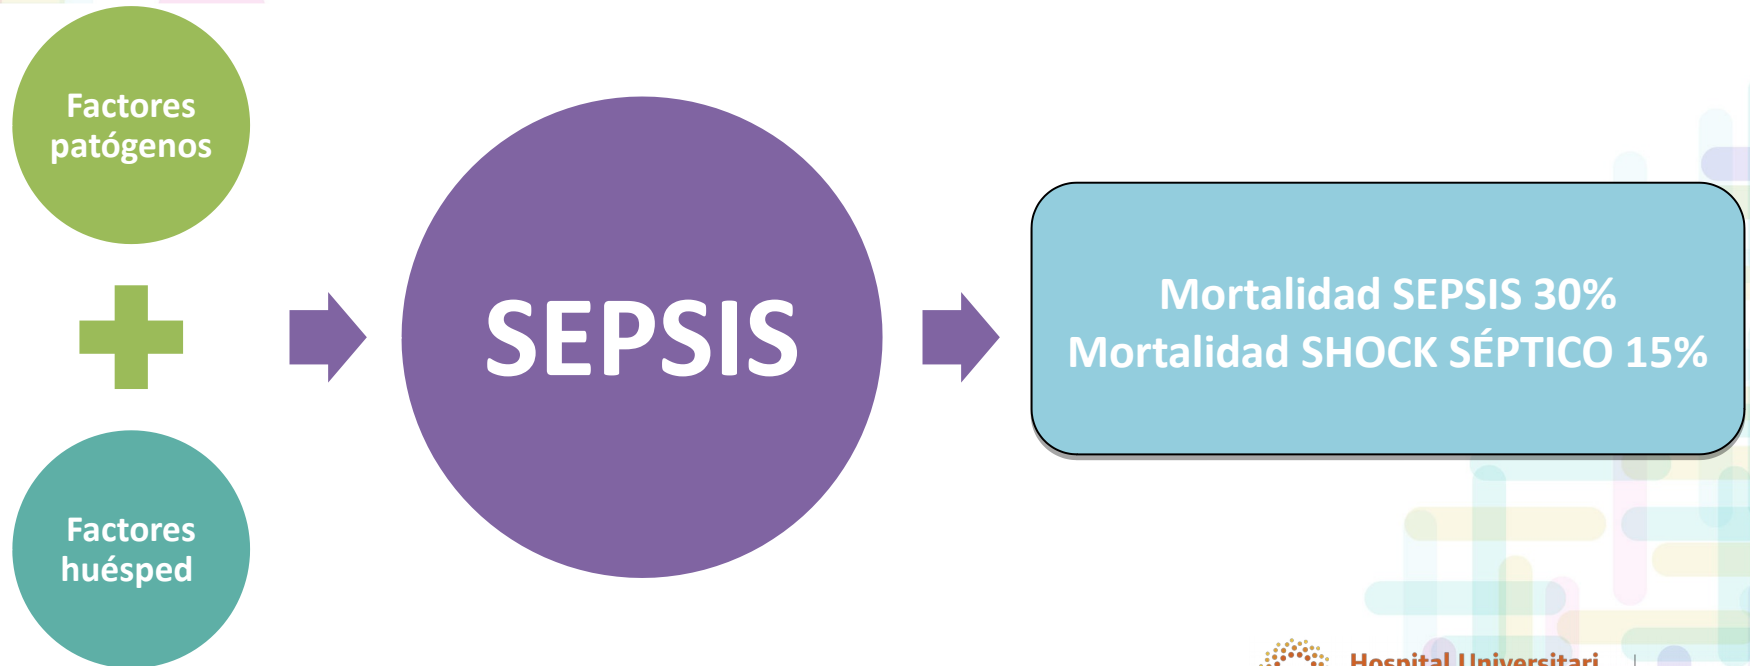 Factores
patógenos
Factores
huésped
SEPSIS
Mortalidad SEPSIS 30%
Mortalidad SHOCK SÉPTICO 15%
Hospital Universitari